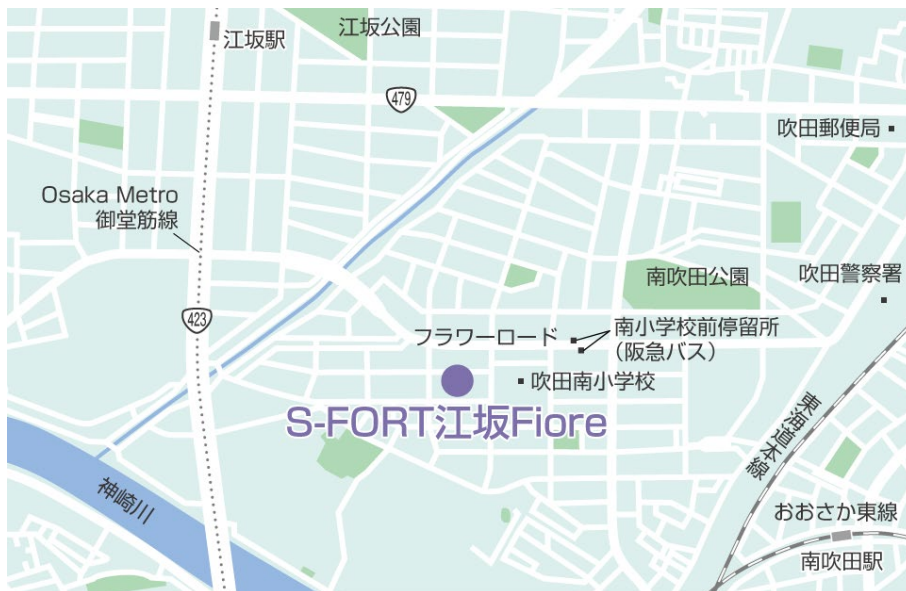 江坂駅
江坂公園
479
吹田郵便局
Osaka Metro
御堂筋線
南吹田公園
吹田警察署
423
フラワーロード
南小学校前停留所
(阪急バス)
吹田南小学校
S-FORT江坂Fiore
東海道本線
神崎川
おおさか東線
南吹田駅